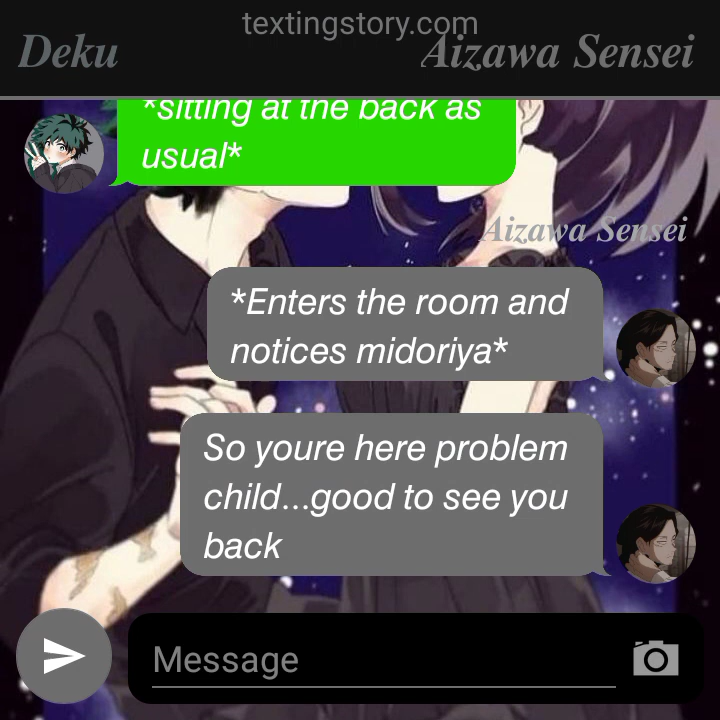 textingstory.com
Deku
Aizawa Sensei
*sitting at the back as
usual*
Aizawa Sensei
*Enters the room and
notices midoriya*
So youre here problem
child...good to see you
back
Message